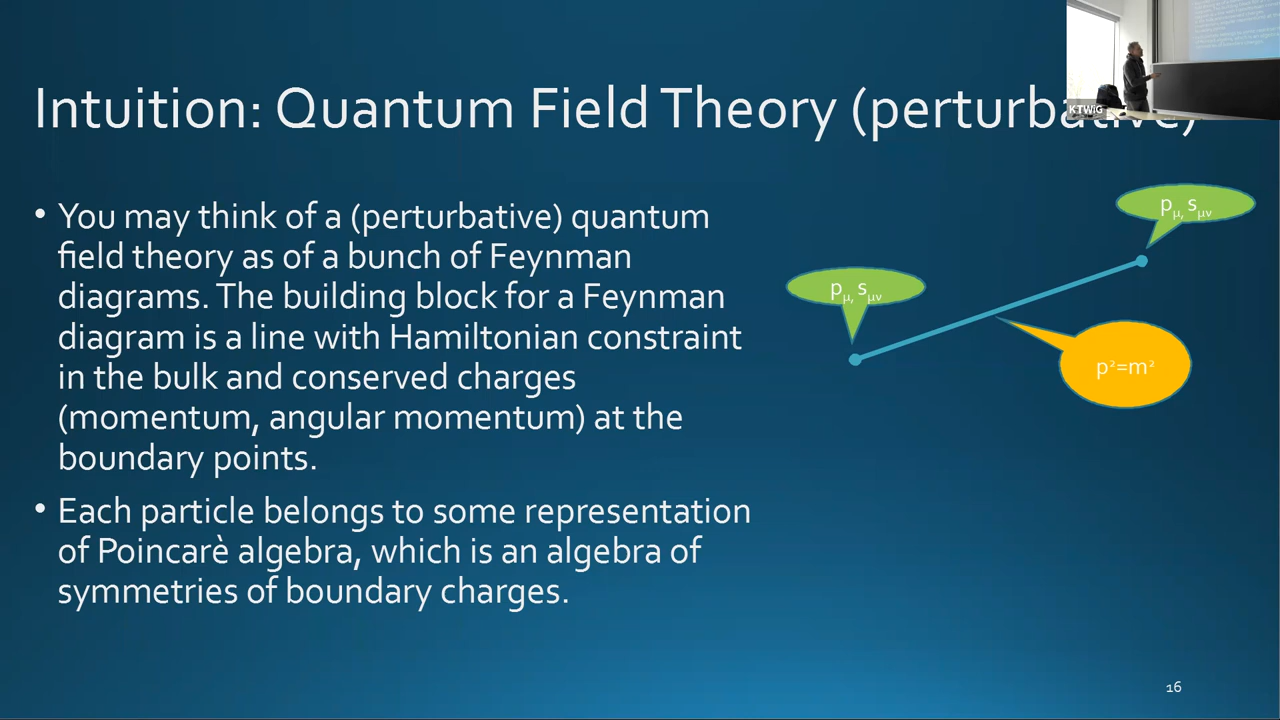 Intuition: Quantum Field Theory (perturbative)
• You may think of a (perturbative) quantum
field theory as of a bunch of Feynman
diagrams. The building block for a Feynman
diagram is a line with Hamiltonian constraint
in the bulk and conserved charges
(momentum, angular momentum) at the
boundary points.
• Each particle belongs to some representation
of Poincarè algebra, which is an algebra of
symmetries of boundary charges.
pμ, sμν
pμ, sμν
p²=m²
KTWiG
16